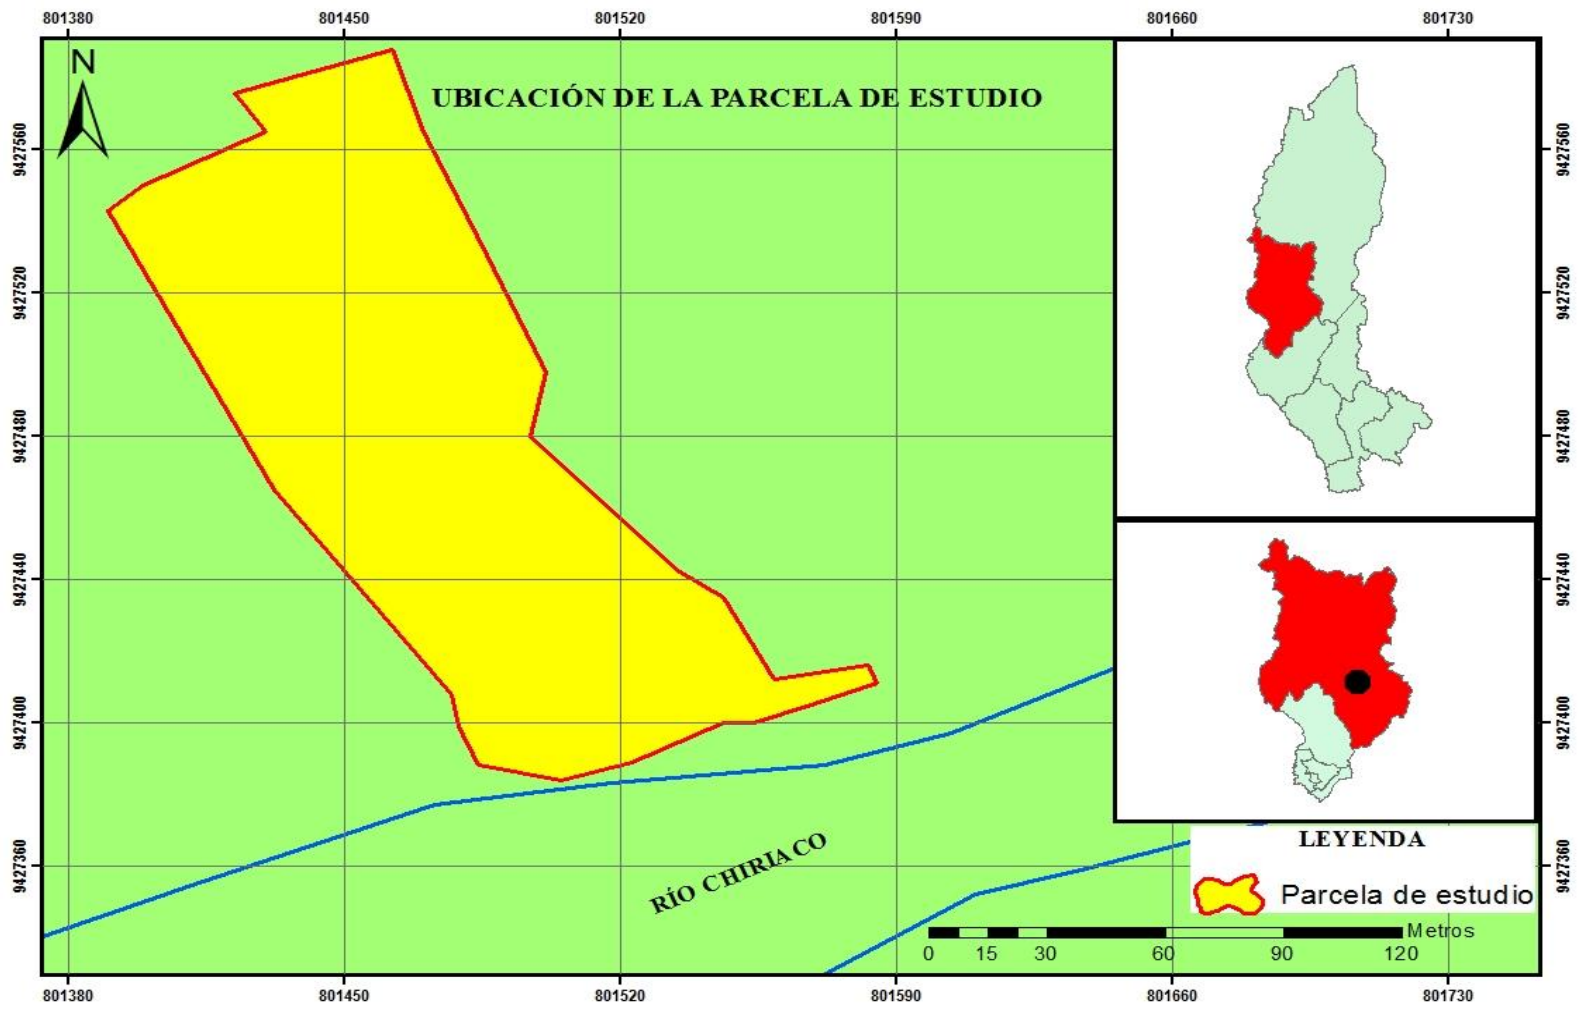 801380 801450 801520 801590 801660 801730
N
UBICACIÓN DE LA PARCELA DE ESTUDIO
9427560 9427560
9427520 9427520
9427480 9427480
9427440 9427440
9427400 9427400
9427360 9427360
RÍO CHIRIACO
LEYENDA
Parcela de estudio
Metros
0 15 30 60 90 120
801380 801450 801520 801590 801660 801730